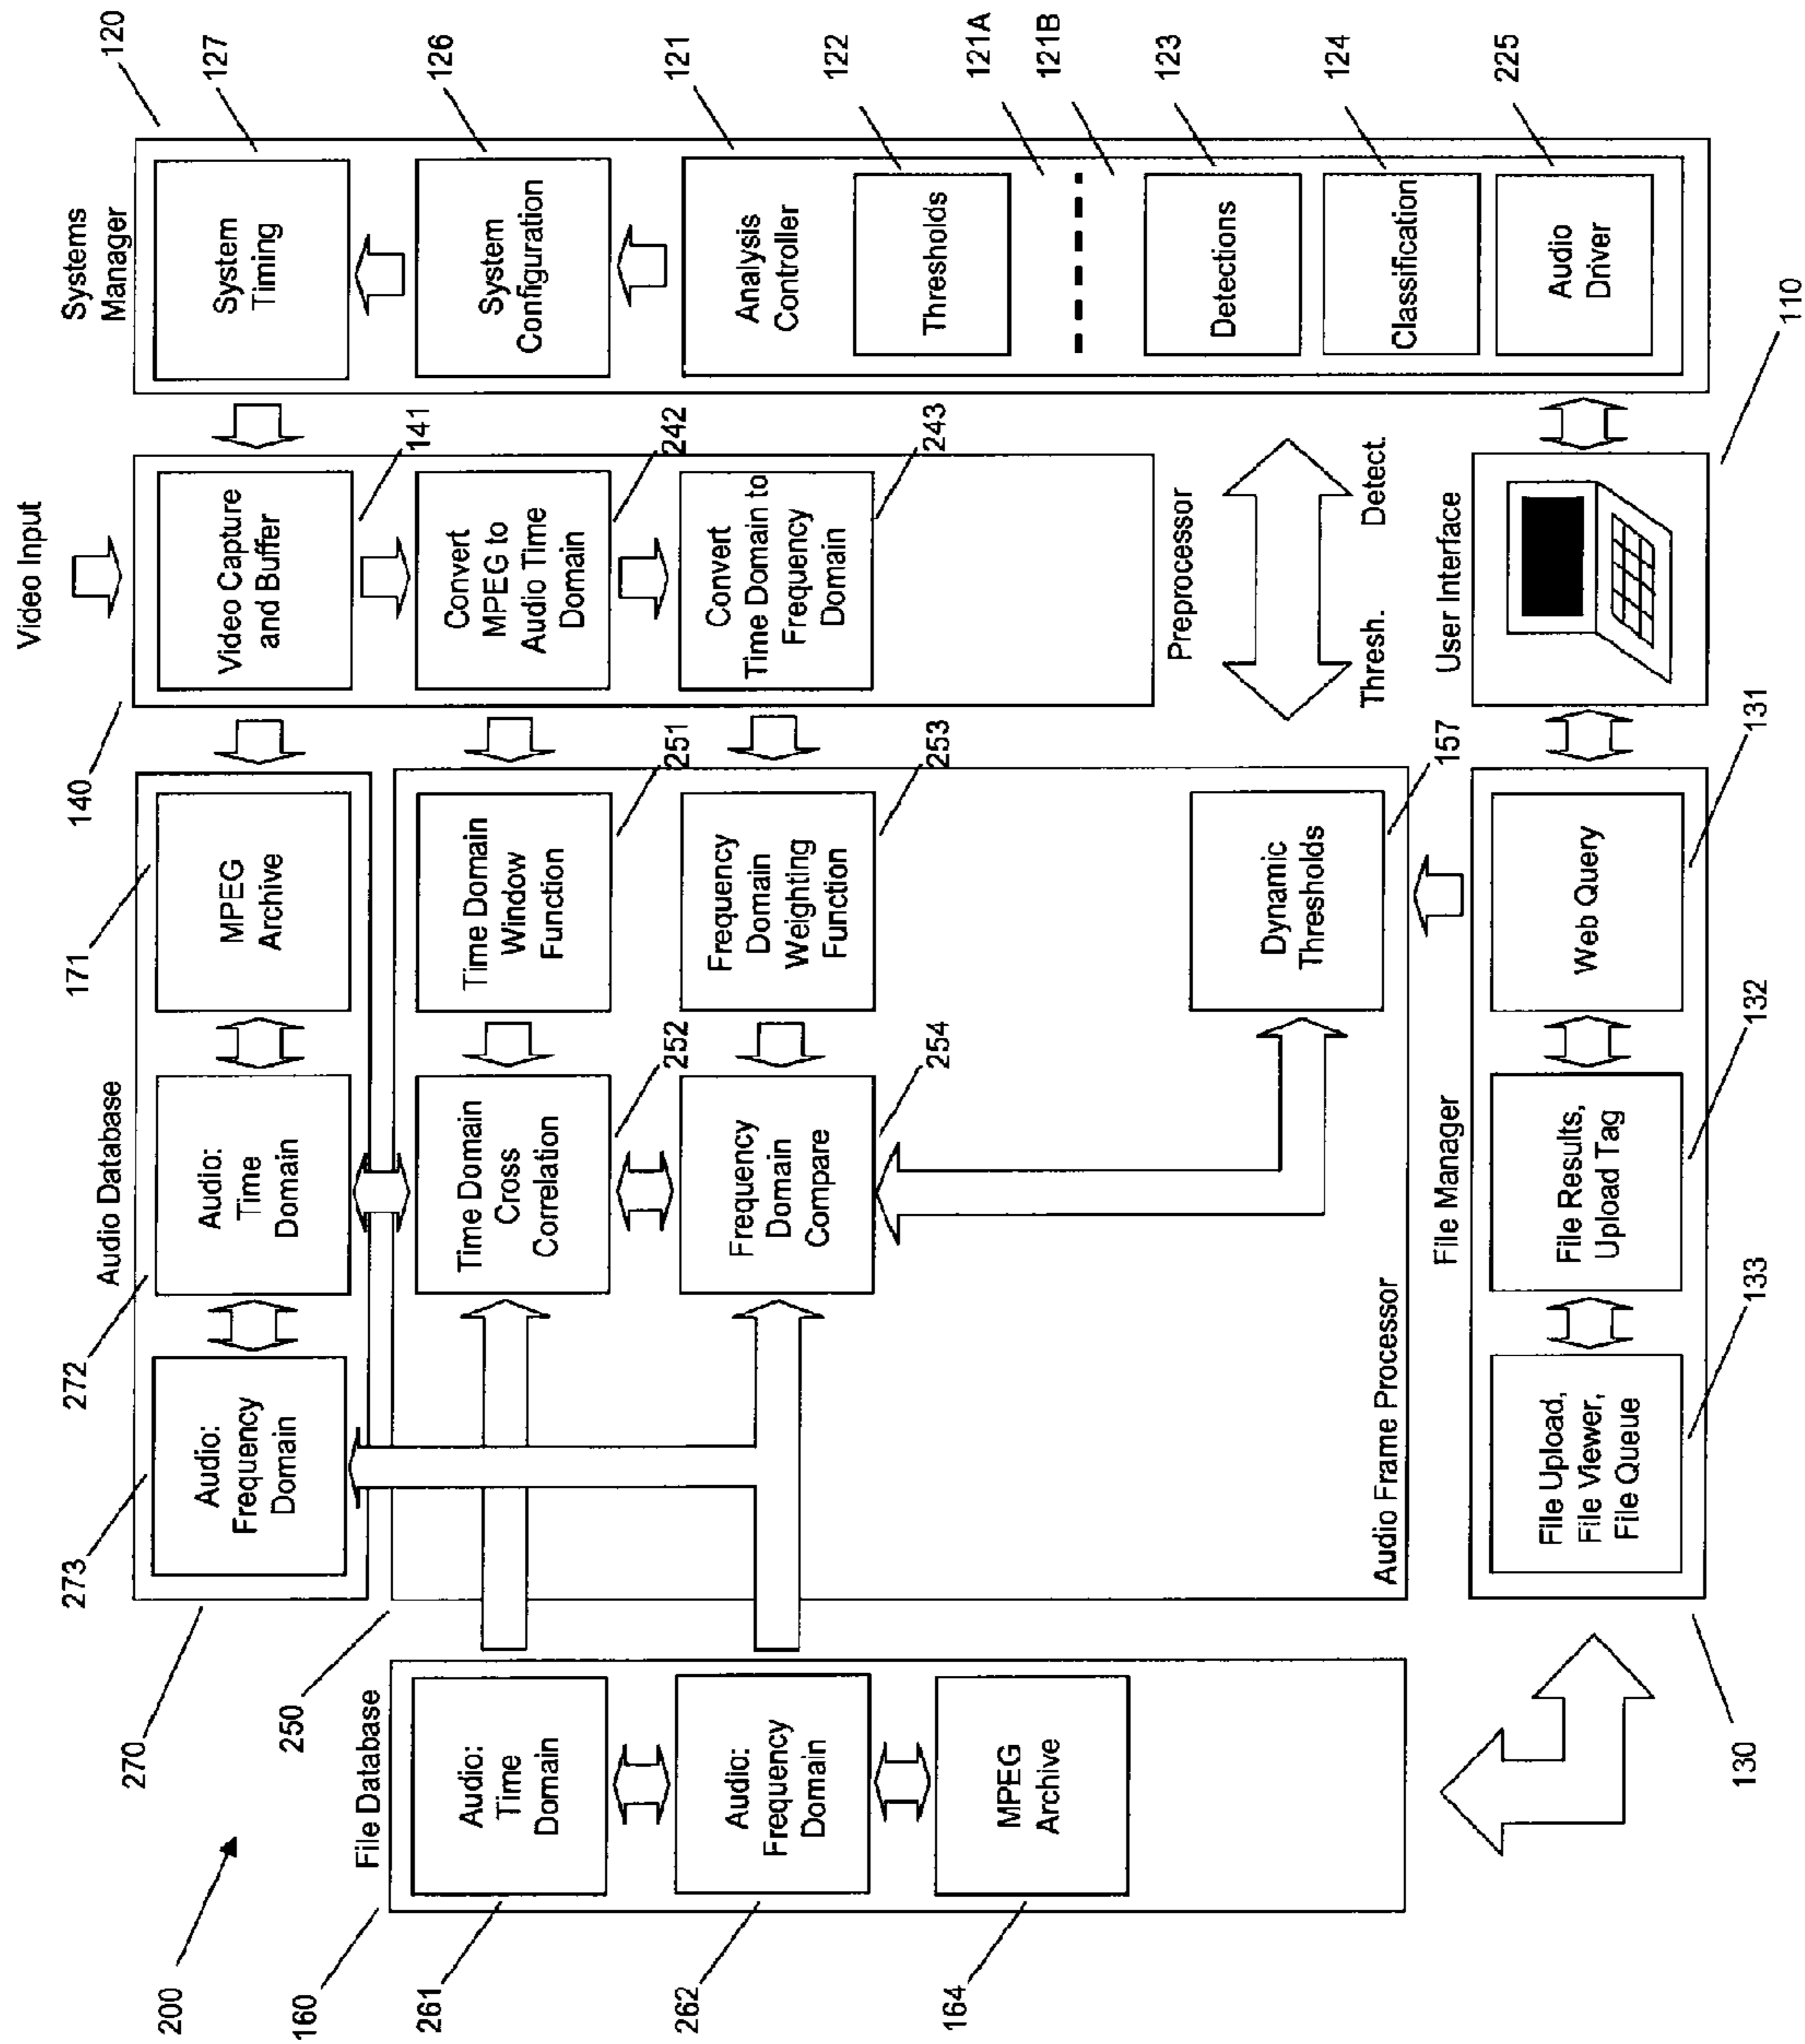 200
Video Input
Systems
Manager
120
System
Timing
127
System
Configuration
126
Analysis
Controller
121
Thresholds
122
121A
121B
Detections
123
Classification
124
Audio
Driver
225
140
Video Capture
and Buffer
141
Convert
MPEG to
Audio Time
Domain
242
Convert
Time Domain to
Frequency
Domain
243
Preprocessor
Thresh.
Detect.
User Interface
110
270
Audio Database
273
Audio:
Frequency
Domain
272
Audio:
Time
Domain
171
MPEG
Archive
250
Time Domain
Window
Function
251
Time Domain
Cross
Correlation
252
Frequency
Domain
Weighting
Function
253
Frequency
Domain
Compare
254
Dynamic
Thresholds
157
Audio Frame Processor
160
File Database
261
Audio:
Time
Domain
262
Audio:
Frequency
Domain
164
MPEG
Archive
130
File Manager
File Upload,
File Viewer,
File Queue
133
File Results,
Upload Tag
132
Web Query
131